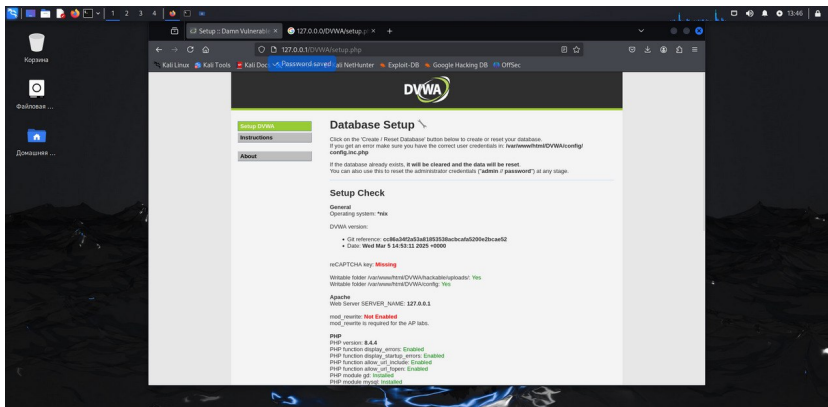 1 2 3 4
13:46
Корзина
Файловая ...
Домашняя ...
Setup :: Damn Vulnerable
127.0.0.0/DVWA/setup.p
127.0.0.1/DVWA/setup.php
Kali Linux Kali Tools Kali Doc Password saved ali NetHunter Exploit-DB Google Hacking DB OffSec
DVWA
Setup DVWA
Instructions
About
Database Setup
Click on the 'Create / Reset Database' button below to create or reset your database.
If you get an error make sure you have the correct user credentials in: /var/www/html/DVWA/config/
config.inc.php
If the database already exists, it will be cleared and the data will be reset.
You can also use this to reset the administrator credentials ("admin // password") at any stage.
Setup Check
General
Operating system: *nix
DVWA version:
Git reference: cc86a34f2a53a81853538acbcafa5200e2bcae52
Date: Wed Mar 5 14:53:11 2025 +0000
reCAPTCHA key: Missing
Writable folder /var/www/html/DVWA/hackable/uploads/: Yes
Writable folder /var/www/html/DVWA/config: Yes
Apache
Web Server SERVER_NAME: 127.0.0.1
mod_rewrite: Not Enabled
mod_rewrite is required for the AP labs.
PHP
PHP version: 8.4.4
PHP function display_errors: Enabled
PHP function display_startup_errors: Enabled
PHP function allow_url_include: Enabled
PHP function allow_url_fopen: Enabled
PHP module gd: Installed
PHP module mysql: Installed